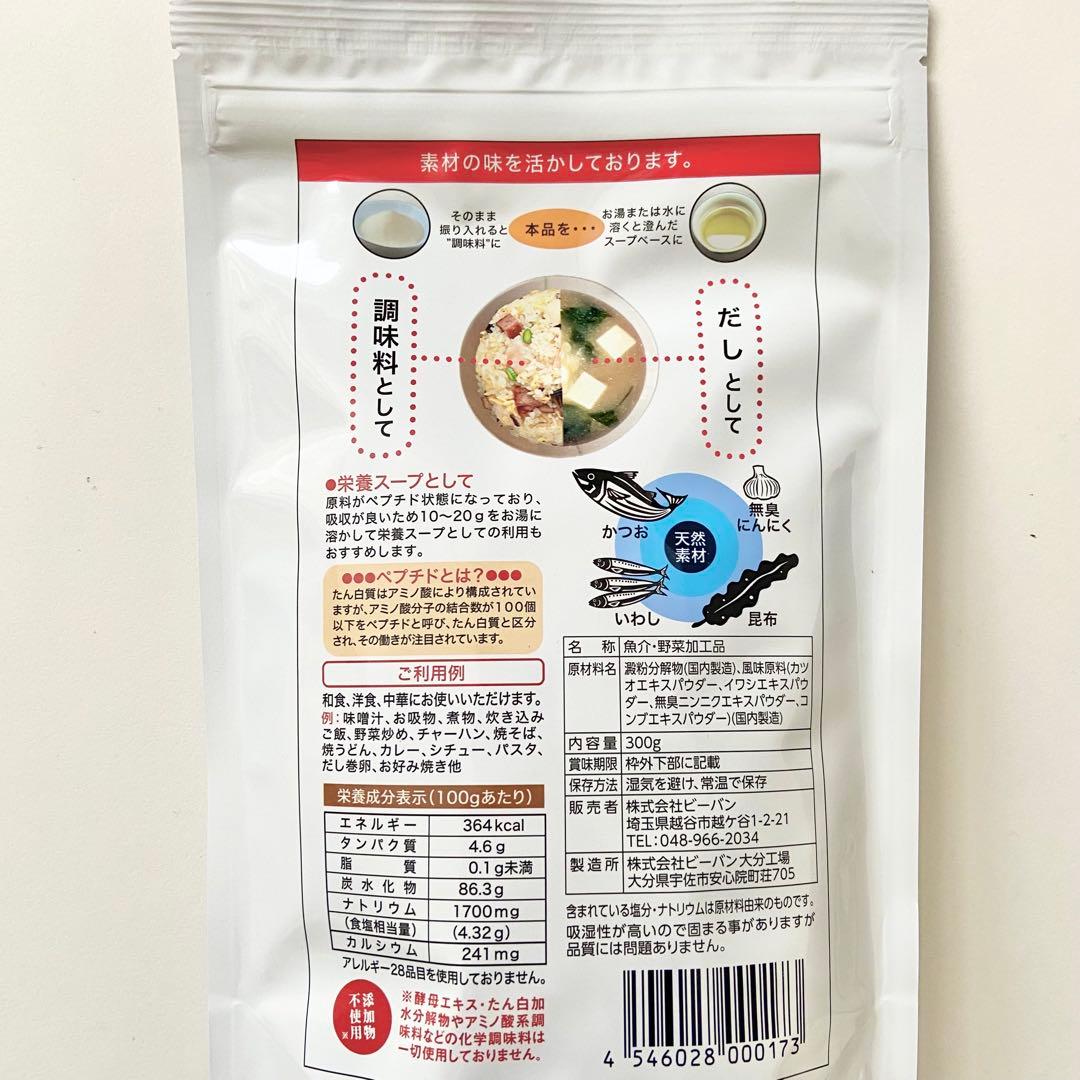 素材の味を活かしております。
そのまま
振り入れると
"調味料"に
本品を・・・
お湯または水に
溶くと澄んだ
スープベースに
調味料として
だしとして
●栄養スープとして
原料がペプチド状態になっており、
吸収が良いため10〜20gをお湯に
溶かして栄養スープとしての利用も
おすすめします。
●●●ペプチドとは?●●●
たん白質はアミノ酸により構成されてい
ますが、アミノ酸分子の結合数が100個
以下をペプチドと呼び、たん白質と区分
され、その働きが注目されています。
かつお
無臭
にんにく
天然
素材
いわし
昆布
ご利用例
和食、洋食、中華にお使いいただけます。
例:味噌汁、お吸物、煮物、炊き込み
ご飯、野菜炒め、チャーハン、焼そば、
焼うどん、カレー、シチュー、パスタ、
だし巻卵、お好み焼き他
栄養成分表示(100gあたり)
エネルギー 364kcal
タンパク質 4.6g
脂質 0.1g未満
炭水化物 86.3g
ナトリウム 1700mg
(食塩相当量) (4.32g)
カルシウム 241mg
アレルギー28品目を使用しておりません。
添加物
不使用※
※酵母エキス・たん白加
水分解物やアミノ酸系調
味料などの化学調味料は
一切使用しておりません。
名称 魚介・野菜加工品
原材料名 澱粉分解物(国内製造)、風味原料(カツ
オエキスパウダー、イワシエキスパウ
ダー、無臭ニンニクエキスパウダー、コ
ンブエキスパウダー)(国内製造)
内容量 300g
賞味期限 枠外下部に記載
保存方法 湿気を避け、常温で保存
販売者 株式会社ビーバン
埼玉県越谷市越ケ谷1-2-21
TEL:048-966-2034
製造所 株式会社ビーバン大分工場
大分県宇佐市安心院町荘705
含まれている塩分・ナトリウムは原材料由来のものです。
吸湿性が高いので固まる事がありますが
品質には問題ありません。
4 546028 000173